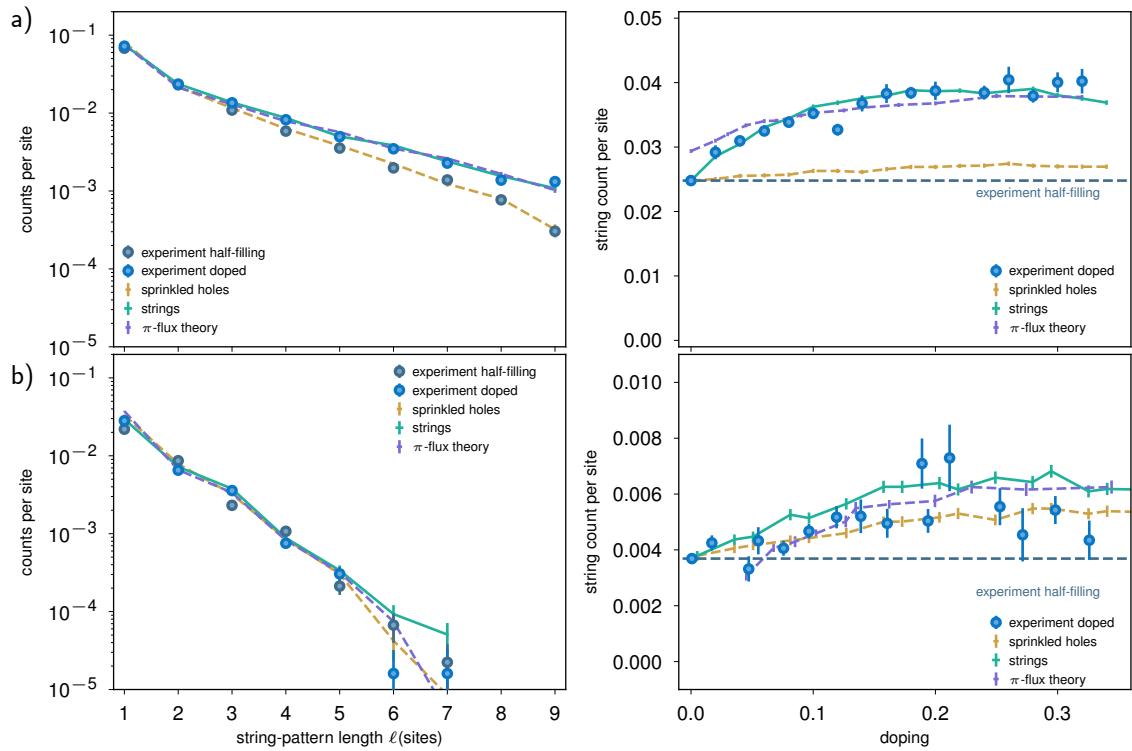 a)
10−1
10−2
10−3
10−4
10−5
counts per site
experiment half-filling
experiment doped
sprinkled holes
strings
π-flux theory
0.05
0.04
0.03
0.02
0.01
0.00
string count per site
experiment half-filling
experiment doped
sprinkled holes
strings
π-flux theory
b)
10−1
10−2
10−3
10−4
10−5
counts per site
experiment half-filling
experiment doped
sprinkled holes
strings
π-flux theory
1 2 3 4 5 6 7 8 9
string-pattern length ℓ(sites)
0.010
0.008
0.006
0.004
0.002
0.000
string count per site
experiment half-filling
experiment doped
sprinkled holes
strings
π-flux theory
0.0 0.1 0.2 0.3
doping